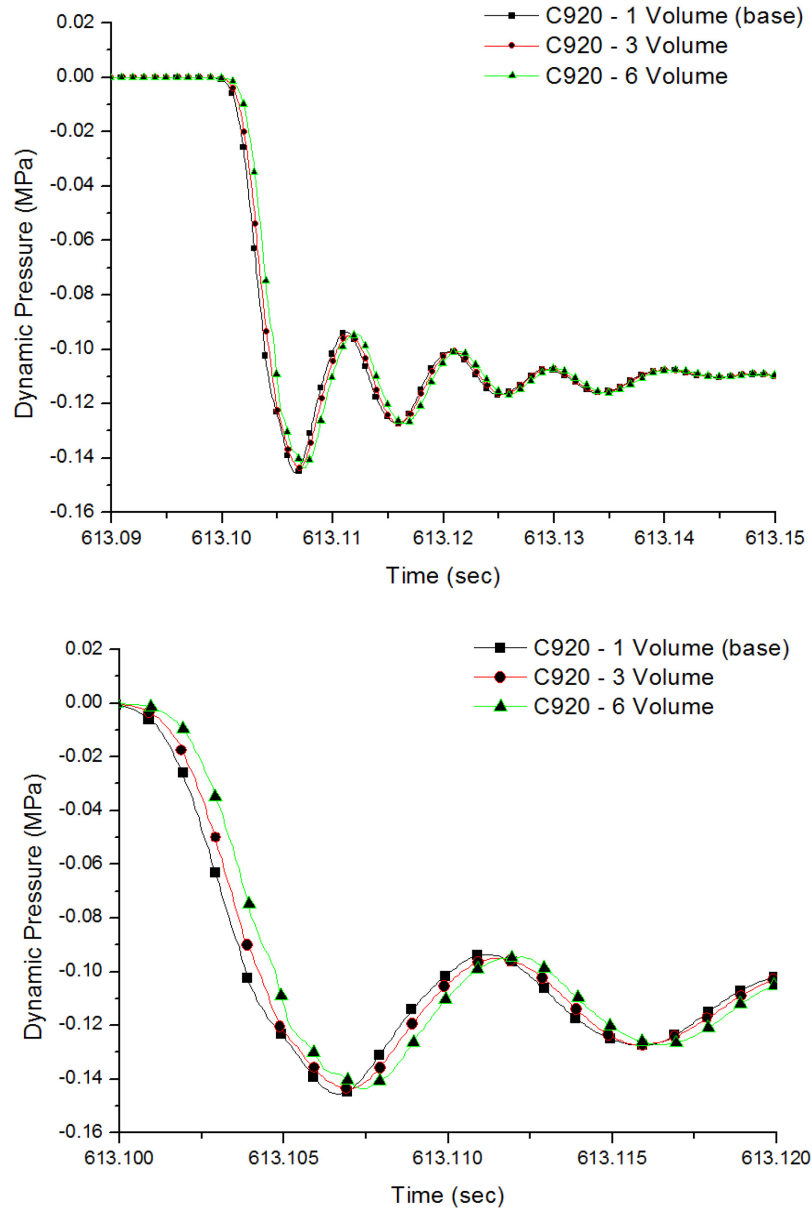 C920 - 1 Volume (base)
C920 - 3 Volume
C920 - 6 Volume
Dynamic Pressure (MPa)
0.02
0.00
-0.02
-0.04
-0.06
-0.08
-0.10
-0.12
-0.14
-0.16
613.09 613.10 613.11 613.12 613.13 613.14 613.15
Time (sec)
C920 - 1 Volume (base)
C920 - 3 Volume
C920 - 6 Volume
Dynamic Pressure (MPa)
0.02
0.00
-0.02
-0.04
-0.06
-0.08
-0.10
-0.12
-0.14
-0.16
613.100 613.105 613.110 613.115 613.120
Time (sec)